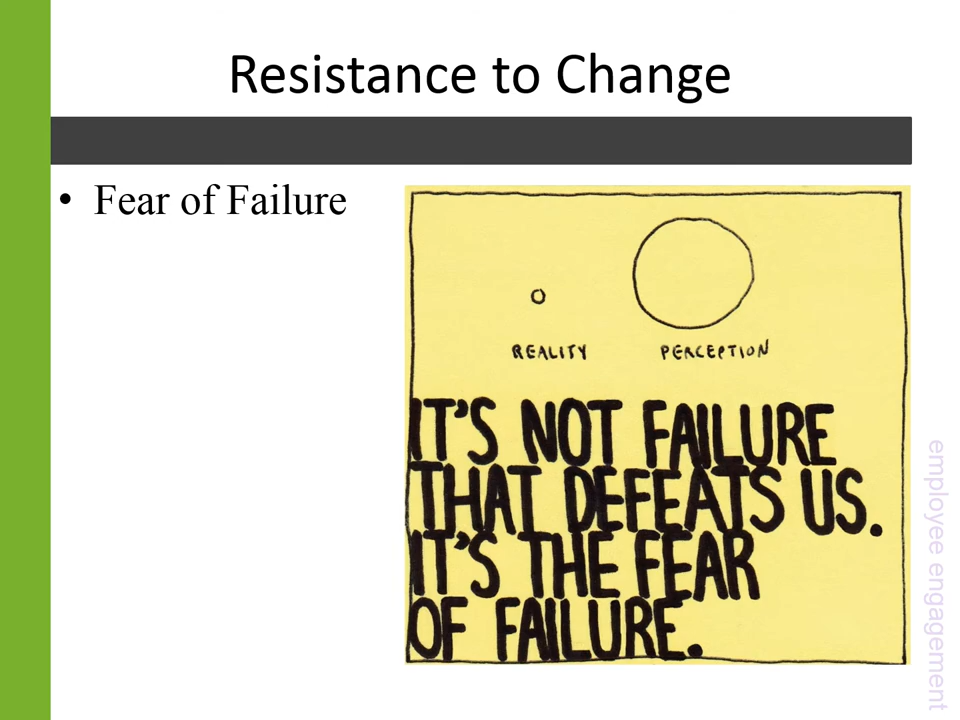 Resistance to Change
• Fear of Failure
REALITY PERCEPTION
IT'S NOT FAILURE
THAT DEFEATS US.
IT'S THE FEAR
OF FAILURE.
employee engagement